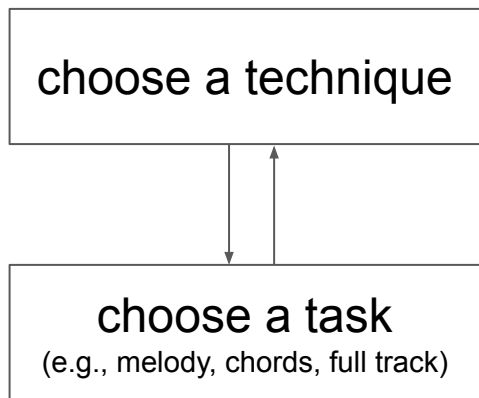 choose a technique
choose a task
(e.g., melody, chords, full track)